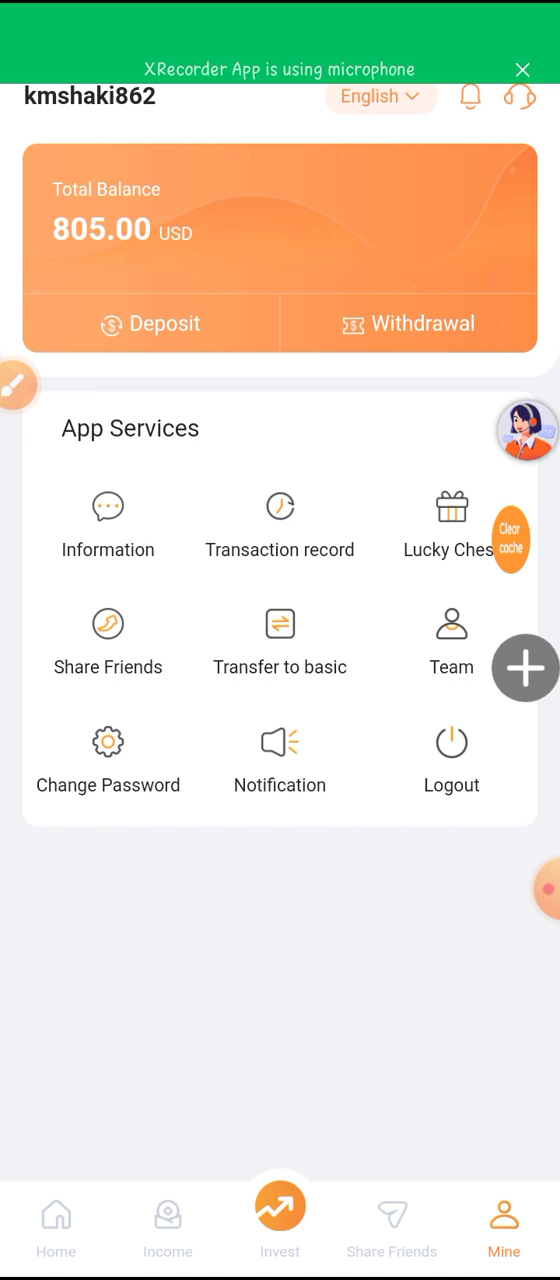 XRecorder App is using microphone
kmshaki862
English
Total Balance
805.00 USD
Deposit
Withdrawal
App Services
Information
Transaction record
Lucky Ches
Clear
cache
Share Friends
Transfer to basic
Team
Change Password
Notification
Logout
Home
Income
Invest
Share Friends
Mine